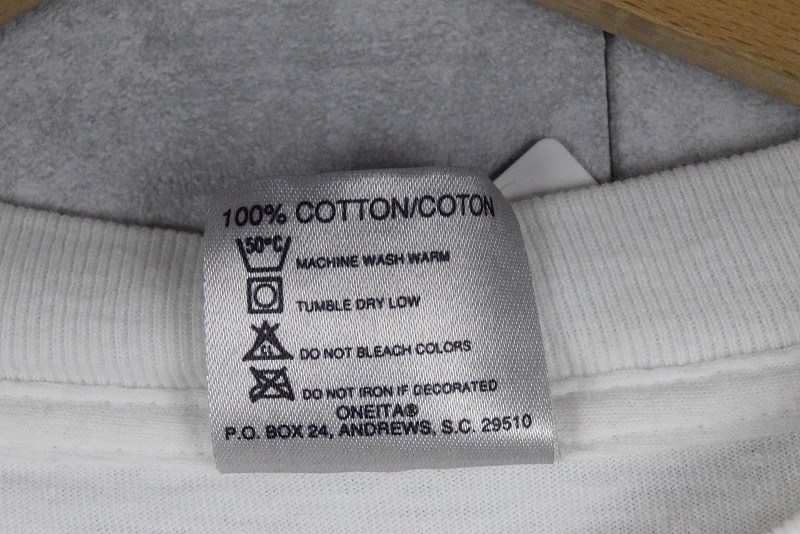 100% COTTON/COTON
50°C MACHINE WASH WARM
TUMBLE DRY LOW
DO NOT BLEACH COLORS
DO NOT IRON IF DECORATED
ONEITA®
P.O. BOX 24, ANDREWS, S.C. 29510